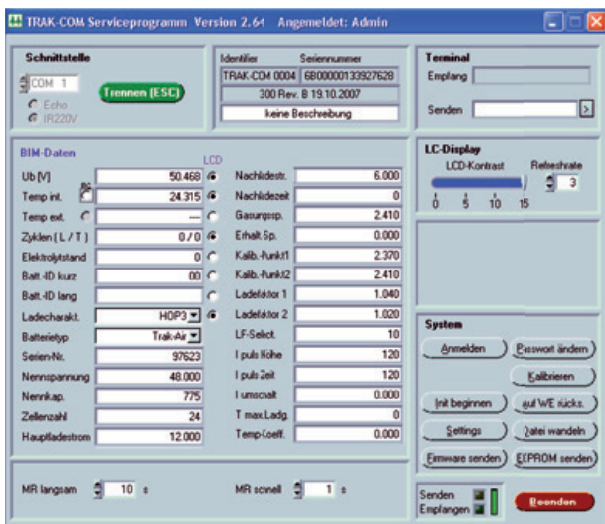 TRAK-COM Serviceprogramm Version 2.64 Angemeldet: Admin
Schnittstelle
COM 1
Echo
IR220V
Trennen (ESC)
Identifier Seriennummer
TRAK-COM 0004 6B00000133927628
300 Rev. B 19.10.2007
keine Beschreibung
Terminal
Empfang
Senden >
BIM-Daten
LCD
Ub [V] 50.468
Temp int. 24.315
Temp ext. ---
Zyklen ( L / T ) 0 / 0
Elektrolytstand 0
Batt.-ID kurz 00
Batt.-ID lang
Ladecharakt. HOP3
Batterietyp Trak-Air
Serien-Nr. 97623
Nennspannung 48.000
Nennkap. 775
Zellenzahl 24
Hauptladestrom 12.000
Nachladestr. 6.000
Nachladezeit 0
Gasungssp. 2.410
Erhalt.Sp. 0.000
Kalib.-Punkt1 2.370
Kalib.-Punkt2 2.410
Ladefaktor 1 1.040
Ladefaktor 2 1.020
LF-Select. 10
I puls Höhe 120
I puls Zeit 120
I umschalt 0.000
T max.Ladg. 0
Temp-Coeff. 0.000
LC-Display
LCD-Kontrast Refreshrate
3
0 5 10 15
System
Anmelden Passwort ändern
Kalibrieren
Init beginnen auf WE rücks.
Settings Datei wandeln
Firmware senden EEPROM senden
MR langsam 10 s
MR schnell 1 s
Senden
Empfangen
Beenden